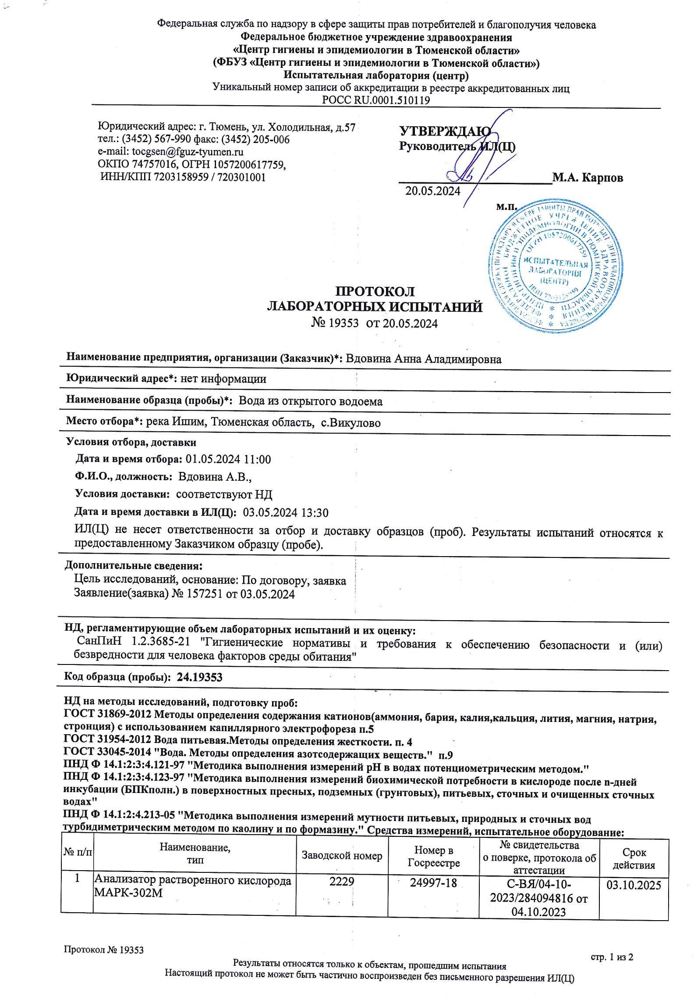 Федеральная служба по надзору в сфере защиты прав потребителей и благополучия человека
Федеральное бюджетное учреждение здравоохранения
«Центр гигиены и эпидемиологии в Тюменской области»
(ФБУЗ «Центр гигиены и эпидемиологии в Тюменской области»)
Испытательная лаборатория (центр)
Уникальный номер записи об аккредитации в реестре аккредитованных лиц
РОСС RU.0001.510119
Юридический адрес: г. Тюмень, ул. Холодильная, д.57
тел.: (3452) 567-990 факс: (3452) 205-006
e-mail: tocgsen@fguz-tyumen.ru
ОКПО 74757016, ОГРН 1057200617759,
ИНН/КПП 7203158959 / 720301001
УТВЕРЖДАЮ
Руководитель ИЛ(Ц)
М.А. Карпов
20.05.2024
м.п.
ФЕДЕРАЛЬНАЯ СЛУЖБА ПО НАДЗОРУ В СФЕРЕ ЗАЩИТЫ ПРАВ ПОТРЕБИТЕЛЕЙ И БЛАГОПОЛУЧИЯ ЧЕЛОВЕКА
ФЕДЕРАЛЬНОЕ БЮДЖЕТНОЕ УЧРЕЖДЕНИЕ ЗДРАВООХРАНЕНИЯ
ЦЕНТР ГИГИЕНЫ И ЭПИДЕМИОЛОГИИ В ТЮМЕНСКОЙ ОБЛАСТИ
ОГРН 1057200617759
ИСПЫТАТЕЛЬНАЯ
ЛАБОРАТОРИЯ
(ЦЕНТР)
ИНН 7203158959
ПРОТОКОЛ
ЛАБОРАТОРНЫХ ИСПЫТАНИЙ
№ 19353 от 20.05.2024
Наименование предприятия, организации (Заказчик)*: Вдовина Анна Аладимировна
Юридический адрес*: нет информации
Наименование образца (пробы)*: Вода из открытого водоема
Место отбора*: река Ишим, Тюменская область, с.Викулово
Условия отбора, доставки
Дата и время отбора: 01.05.2024 11:00
Ф.И.О., должность: Вдовина А.В.,
Условия доставки: соответствуют НД
Дата и время доставки в ИЛ(Ц): 03.05.2024 13:30
ИЛ(Ц) не несет ответственности за отбор и доставку образцов (проб). Результаты испытаний относятся к
предоставленному Заказчиком образцу (пробе).
Дополнительные сведения:
Цель исследований, основание: По договору, заявка
Заявление(заявка) № 157251 от 03.05.2024
НД, регламентирующие объем лабораторных испытаний и их оценку:
СанПиН 1.2.3685-21 "Гигиенические нормативы и требования к обеспечению безопасности и (или)
безвредности для человека факторов среды обитания"
Код образца (пробы): 24.19353
НД на методы исследований, подготовку проб:
ГОСТ 31869-2012 Методы определения содержания катионов(аммония, бария, калия,кальция, лития, магния, натрия,
стронция) с использованием капиллярного электрофореза п.5
ГОСТ 31954-2012 Вода питьевая.Методы определения жесткости. п. 4
ГОСТ 33045-2014 "Вода. Методы определения азотсодержащих веществ." п.9
ПНД Ф 14.1:2:3:4.121-97 "Методика выполнения измерений pH в водах потенциометрическим методом."
ПНД Ф 14.1:2:3:4.123-97 "Методика выполнения измерений биохимической потребности в кислороде после n-дней
инкубации (БПКполн.) в поверхностных пресных, подземных (грунтовых), питьевых, сточных и очищенных сточных
водах"
ПНД Ф 14.1:2:4.213-05 "Методика выполнения измерений мутности питьевых, природных и сточных вод
турбидиметрическим методом по каолину и по формазину." Средства измерений, испытательное оборудование:
№ п/п
Наименование,
тип
Заводской номер
Номер в
Госреестре
№ свидетельства
о поверке, протокола об
аттестации
Срок
действия
1
Анализатор растворенного кислорода
МАРК-302М
2229
24997-18
С-ВЯ/04-10-
2023/284094816 от
04.10.2023
03.10.2025
Протокол № 19353
стр. 1 из 2
Результаты относятся только к объектам, прошедшим испытания
Настоящий протокол не может быть частично воспроизведен без письменного разрешения ИЛ(Ц)